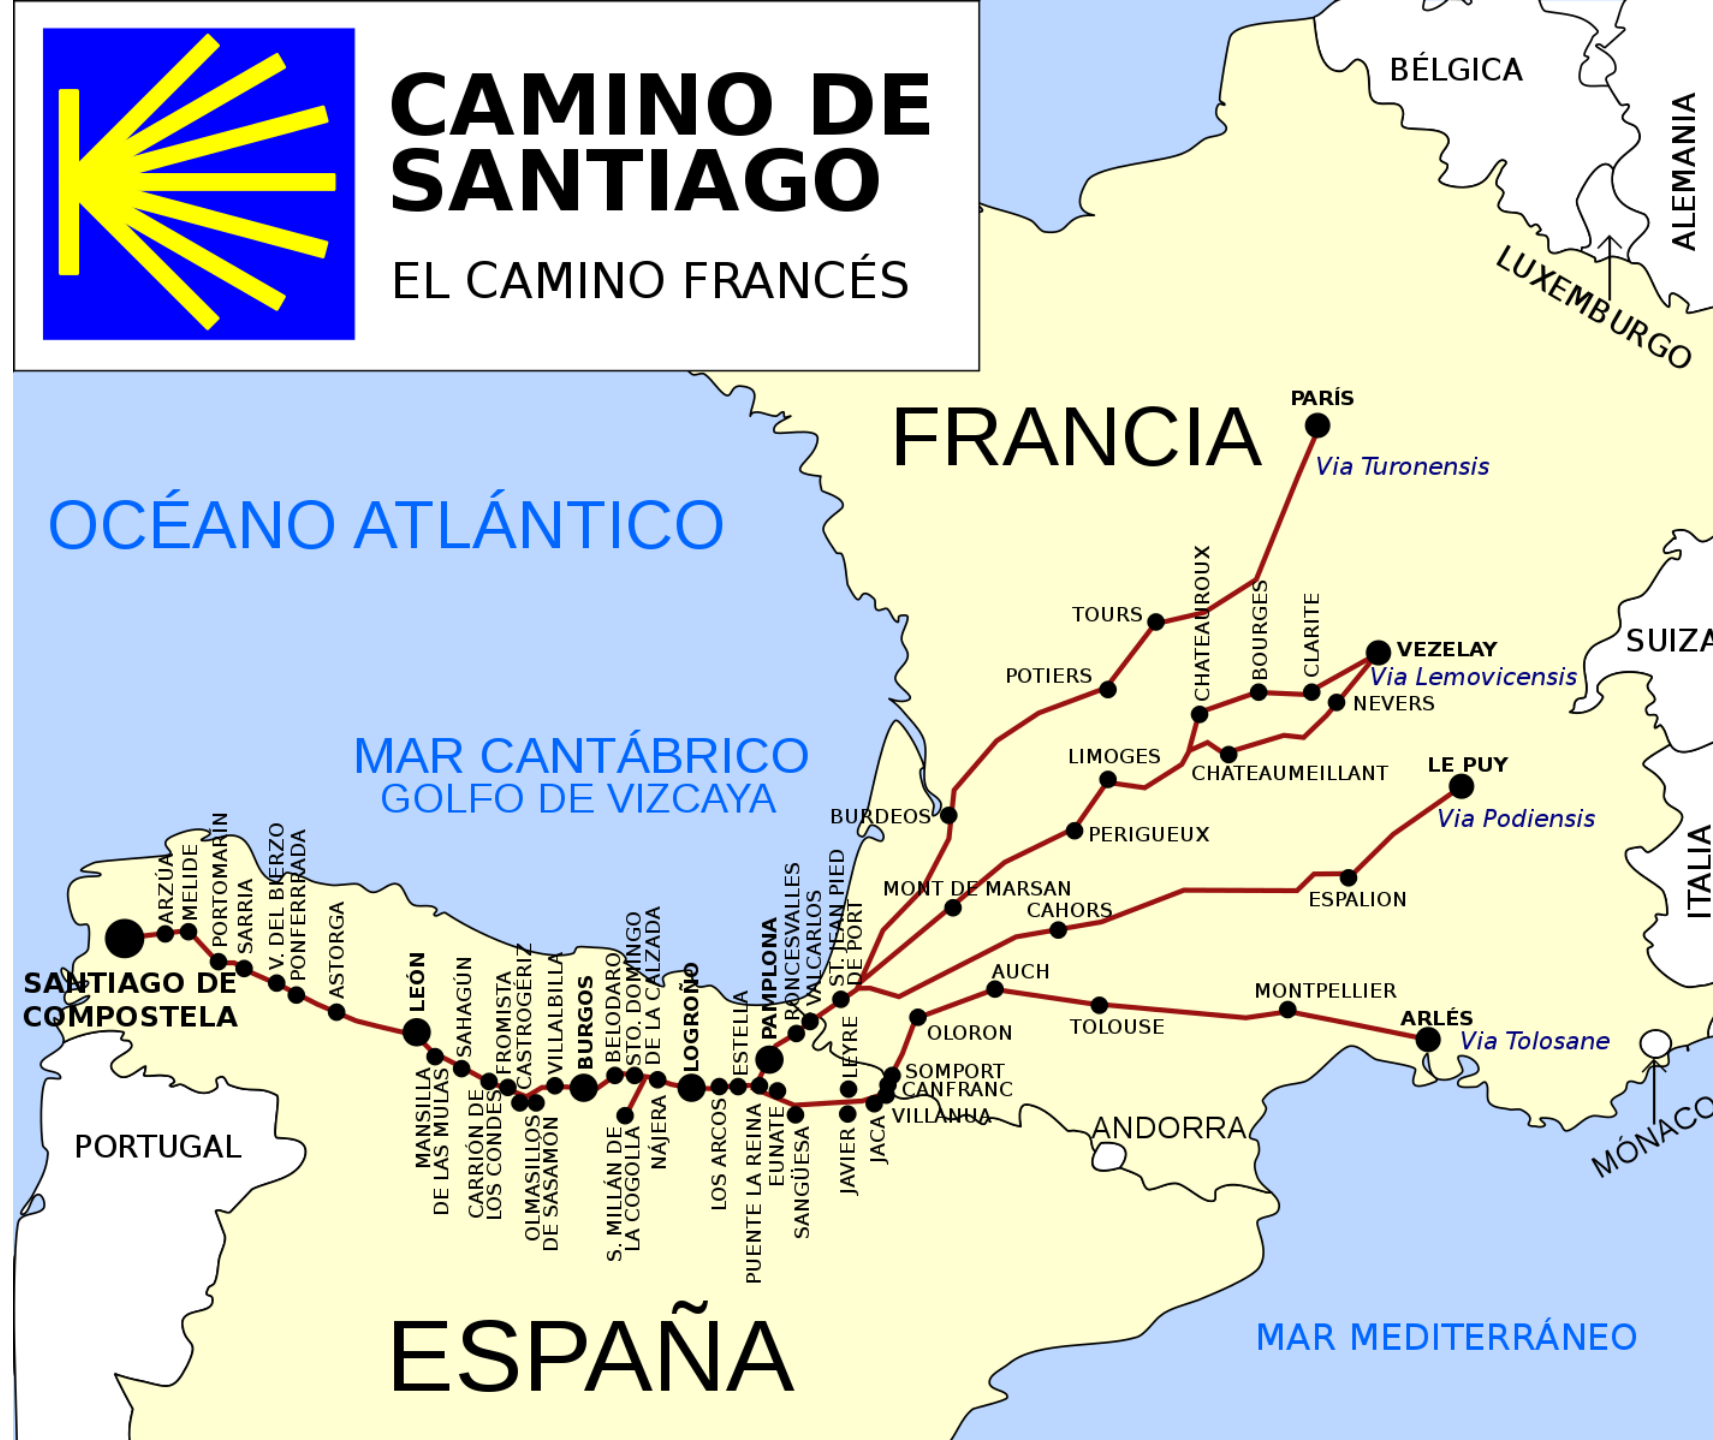 CAMINO DE
SANTIAGO
EL CAMINO FRANCÉS
BÉLGICA
ALEMANIA
LUXEMBURGO
FRANCIA
PARÍS
Via Turonensis
OCÉANO ATLÁNTICO
TOURS
CHATEAUROUX
BOURGES
CLARITE
SUIZA
VEZELAY
Via Lemovicensis
POTIERS
NEVERS
MAR CANTÁBRICO
GOLFO DE VIZCAYA
LIMOGES
CHATEAUMEILLANT
LE PUY
Via Podiensis
BURDEOS
PERIGUEUX
ITALIA
MONT DE MARSAN
CAHORS
ESPALION
ARZÚA
MELIDE
PORTOMARÍN
SARRIA
V. DEL BIERZO
PONFERRRADA
ASTORGA
LEÓN
SAHAGÚN
FROMISTA
CASTROGÉRIZ
VILLALBILLA
BURGOS
BELODARO
STO. DOMINGO
DE LA CALZADA
LOGROÑO
ESTELLA
PAMPLONA
RONCESVALLES
VALCARLOS
ST. JEAN PIED
DE PORT
SANTIAGO DE
COMPOSTELA
AUCH
MONTPELLIER
OLORON
TOLOUSE
ARLÉS
Via Tolosane
LEYRE
SOMPORT
CANFRANC
VILLANUA
MANSILLA
DE LAS MULAS
CARRIÓN DE
LOS CONDES
OLMASILLOS
DE SASAMON
S. MILLÁN DE
LA COGOLLA
NÁJERA
LOS ARCOS
PUENTE LA REINA
EUNATE
SANGÜESA
JAVIER
JACA
ANDORRA
MÓNACO
PORTUGAL
ESPAÑA
MAR MEDITERRÁNEO